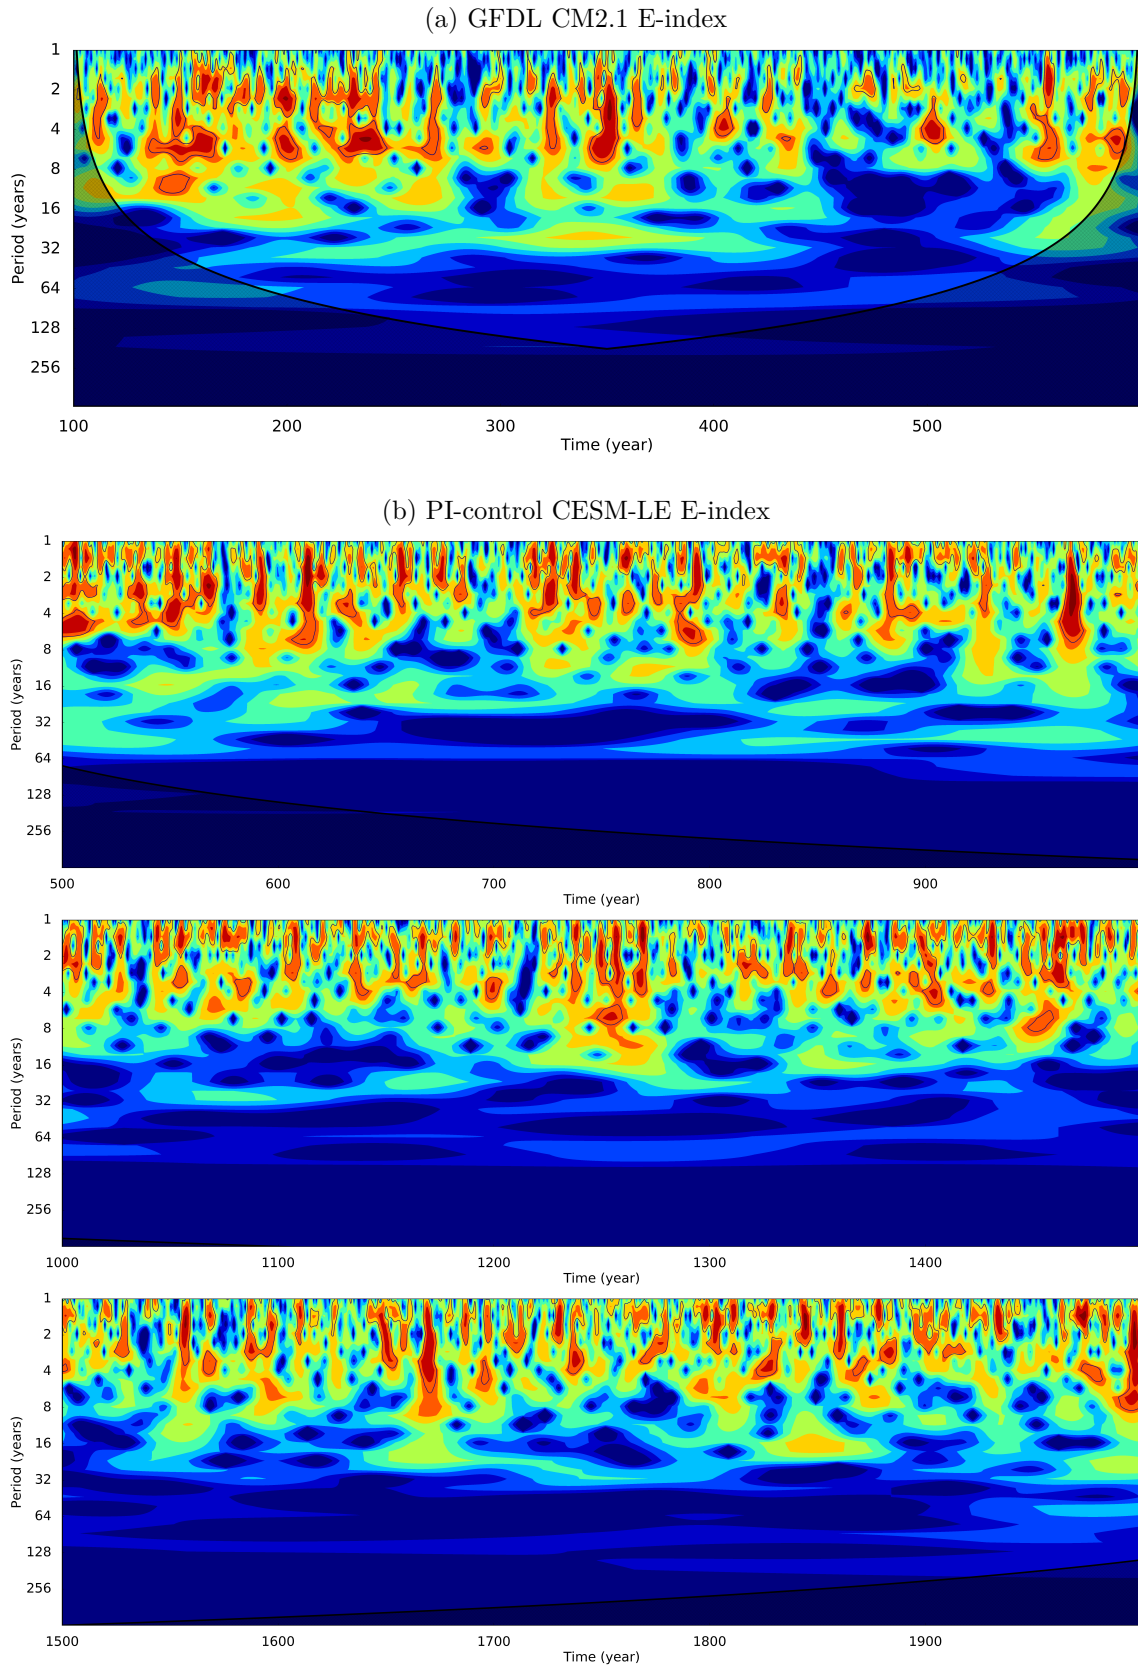 (a) GFDL CM2.1 E-index
1
2
4
8
16
32
64
128
256
Period (years)
100 200 300 400 500
Time (year)
(b) PI-control CESM-LE E-index
1
2
4
8
16
32
64
128
256
Period (years)
500 600 700 800 900
Time (year)
1
2
4
8
16
32
64
128
256
Period (years)
1000 1100 1200 1300 1400
Time (year)
1
2
4
8
16
32
64
128
256
Period (years)
1500 1600 1700 1800 1900
Time (year)